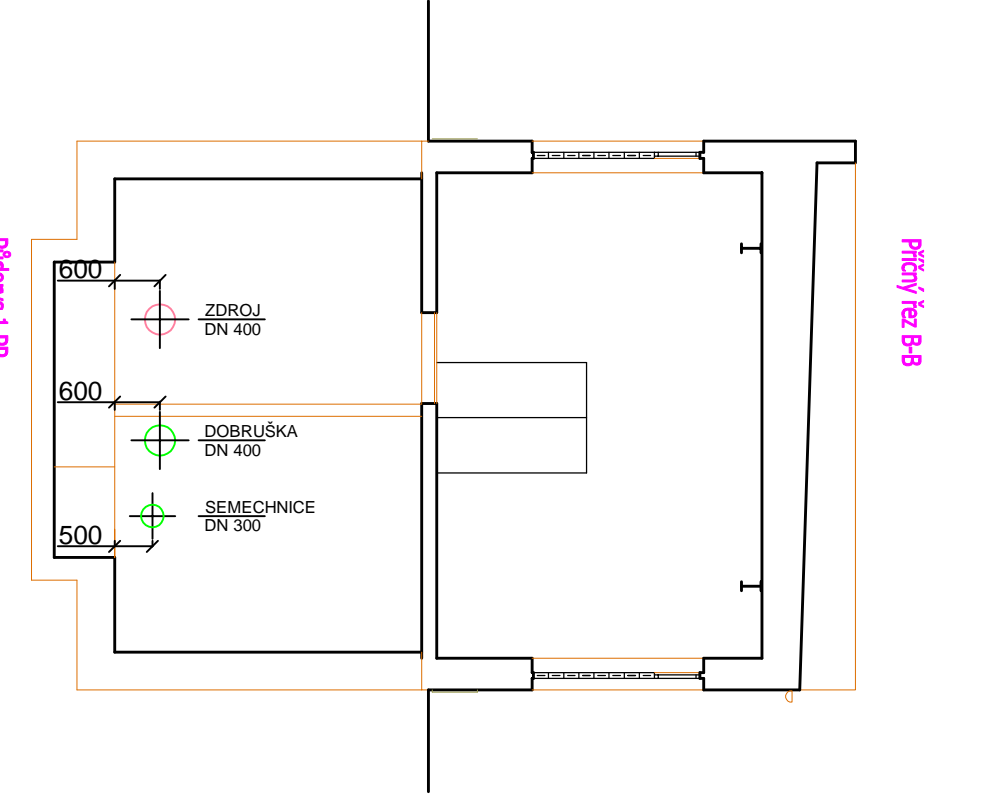 600
ZDROJ
DN 400
600
DOBRUŠKA
DN 400
SEMECHNICE
DN 300
500
Příčný řez B-B